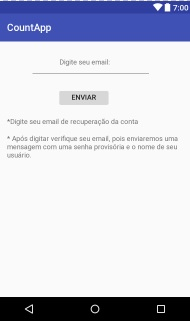 7:00
CountApp
Digite seu email:
ENVIAR
*Digite seu email de recuperação da conta
* Após digitar verifique seu email, pois enviaremos uma
mensagem com uma senha provisória e o nome de seu
usuário.